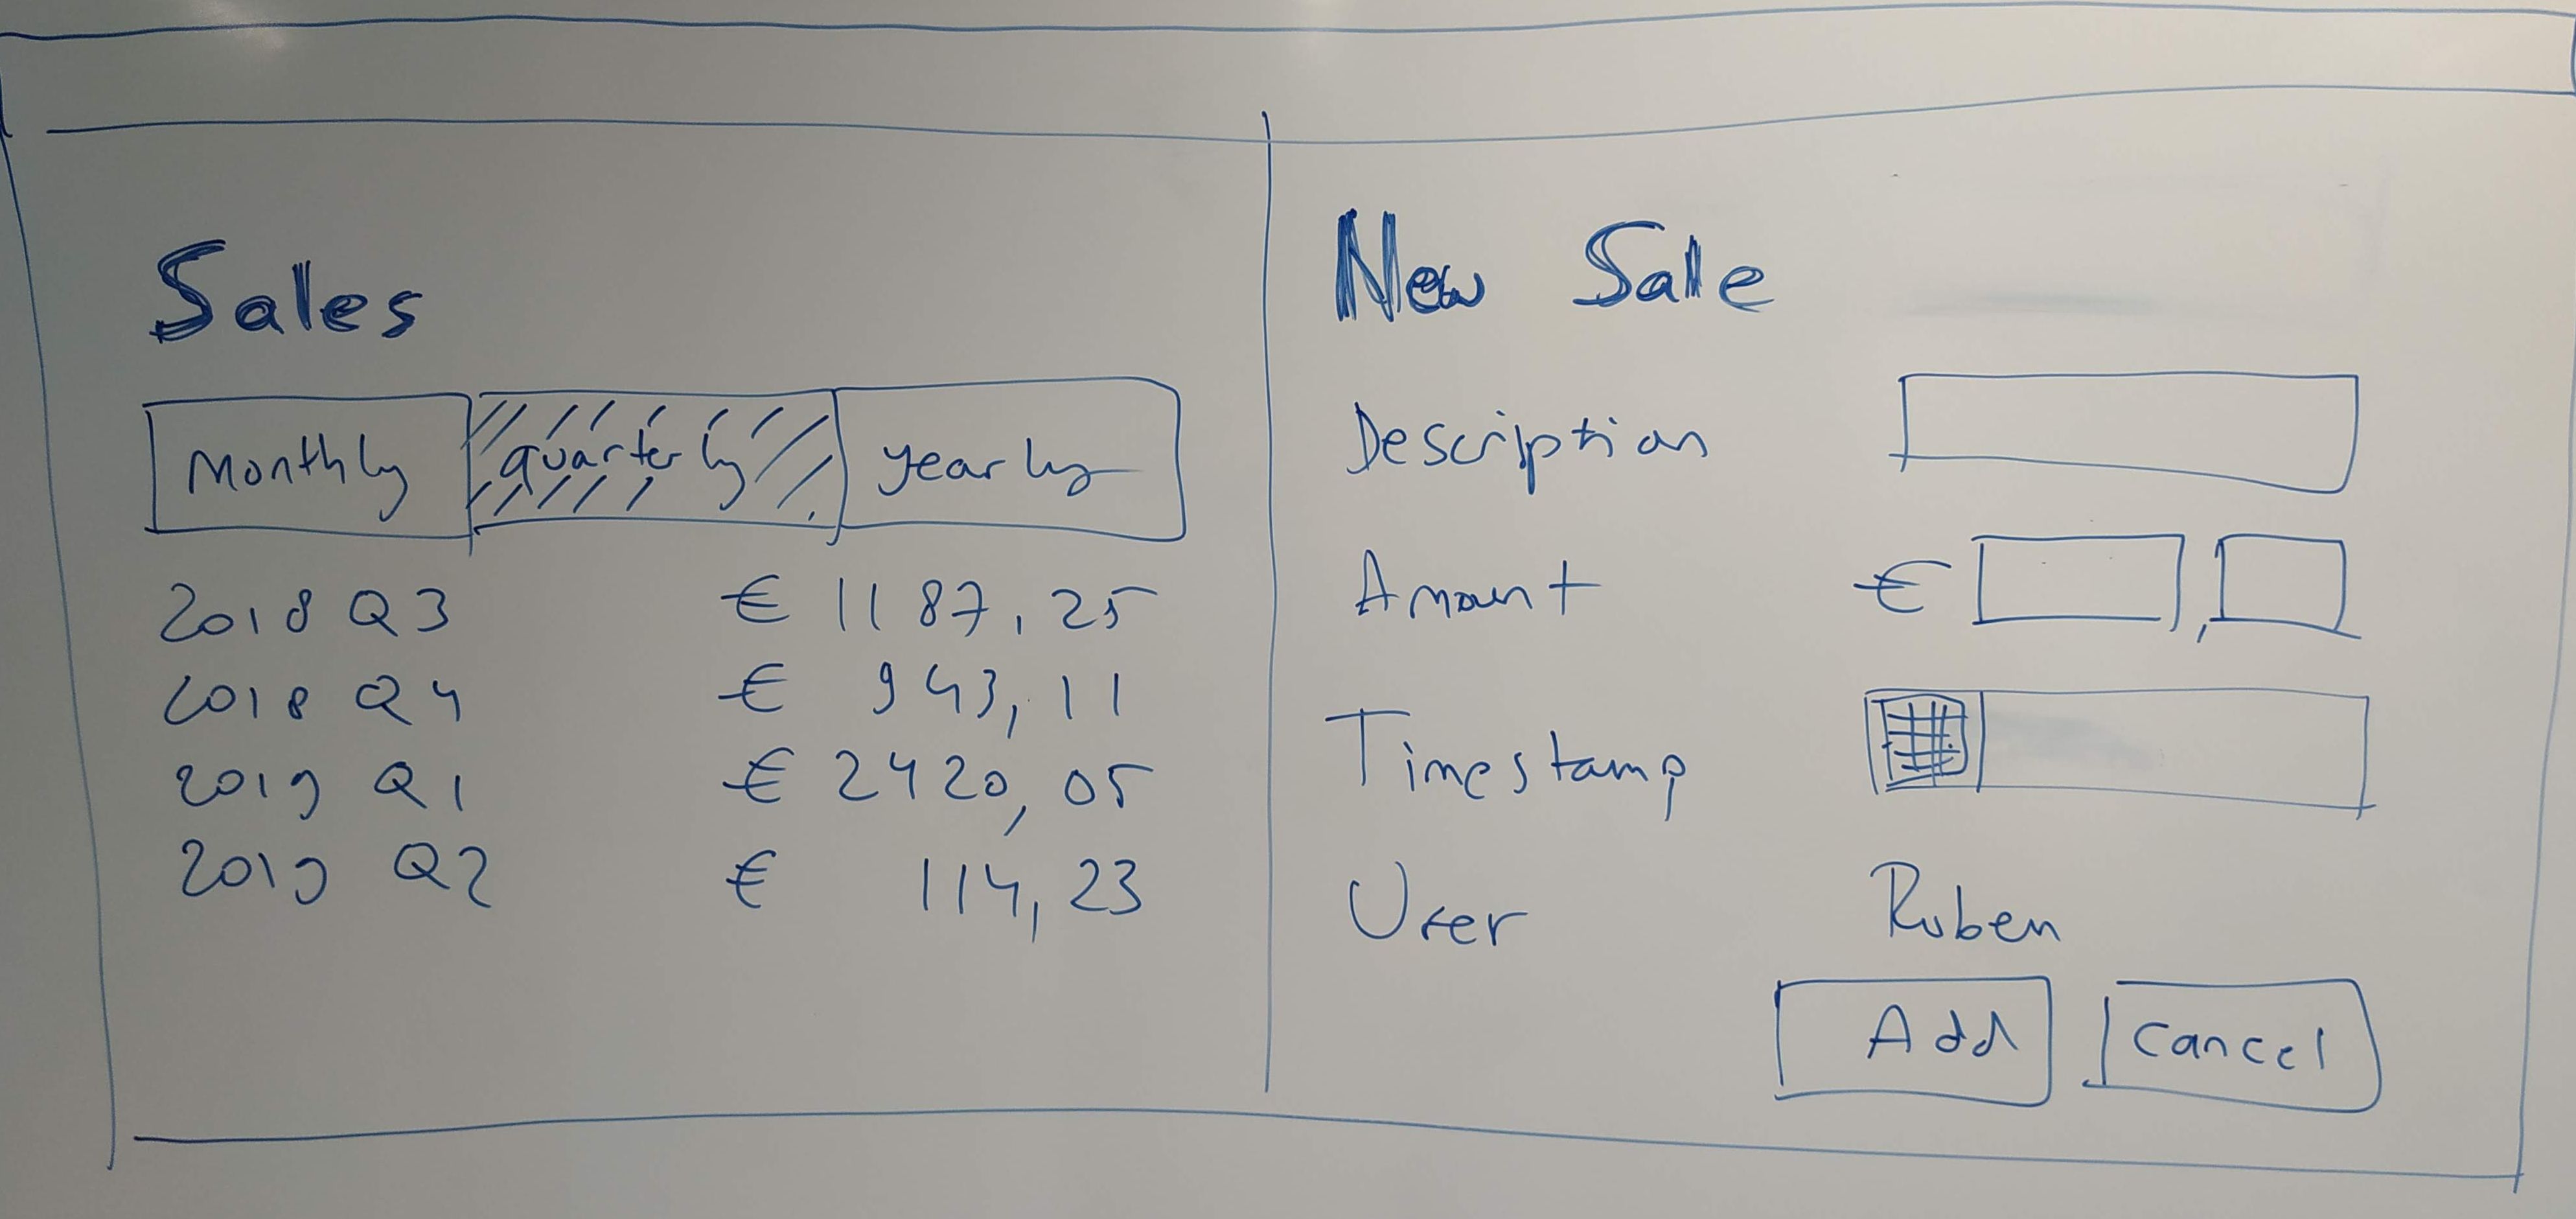 Sales
Monthly quarterly yearly
2018 Q3 € 1187,25
2018 Q4 € 943,11
2019 Q1 € 2420,05
2019 Q2 € 114,23
New Sale
Description
Amount € ,
Timestamp
User Ruben
Add Cancel